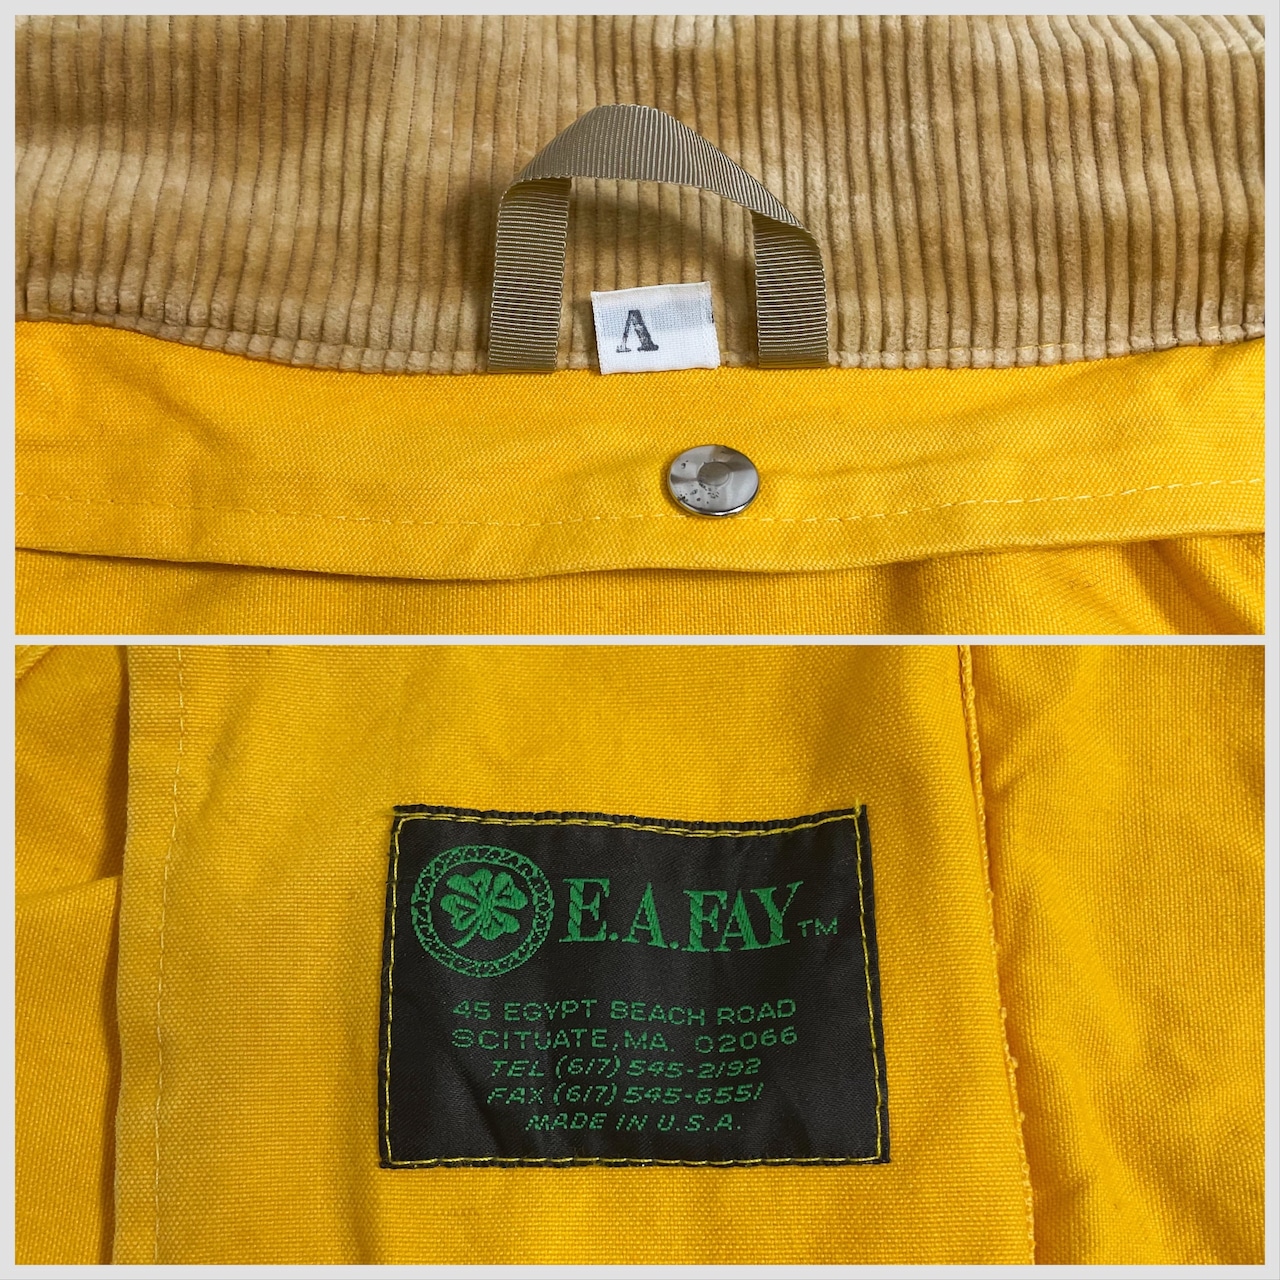 A
E.A.FAY™
45 EGYPT BEACH ROAD
SCITUATE, MA. 02066
TEL (617) 545-2192
FAX (617) 545-6551
MADE IN U.S.A.